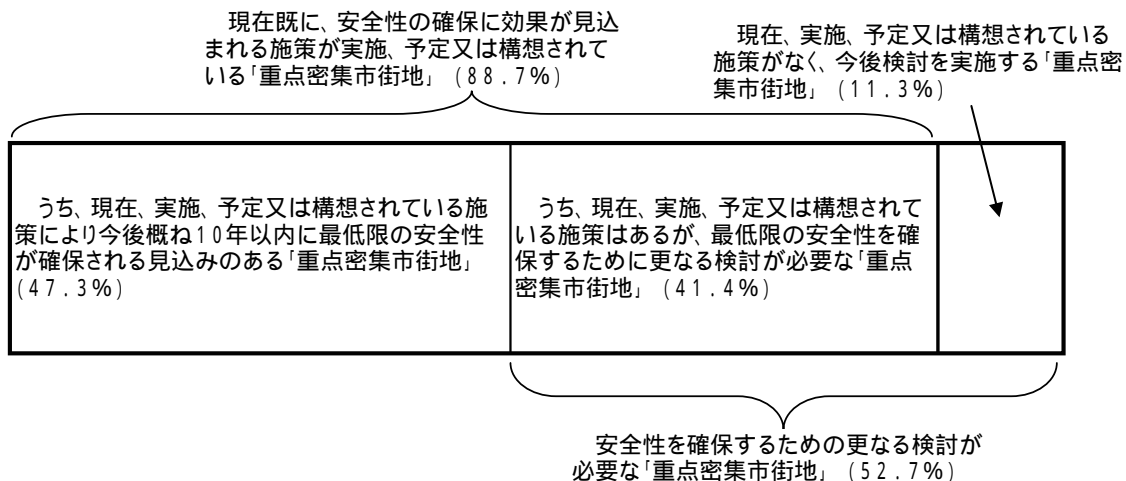 現在既に、安全性の確保に効果が見込
まれる施策が実施、予定又は構想されて
いる「重点密集市街地」 (88.7%)
現在、実施、予定又は構想されている
施策がなく、今後検討を実施する「重点密
集市街地」 (11.3%)
うち、現在、実施、予定又は構想されている施
策により今後概ね10年以内に最低限の安全性
が確保される見込みのある「重点密集市街地」
(47.3%)
うち、現在、実施、予定又は構想されて
いる施策はあるが、最低限の安全性を確
保するために更なる検討が必要な「重点
密集市街地」 (41.4%)
安全性を確保するための更なる検討が
必要な「重点密集市街地」 (52.7%)